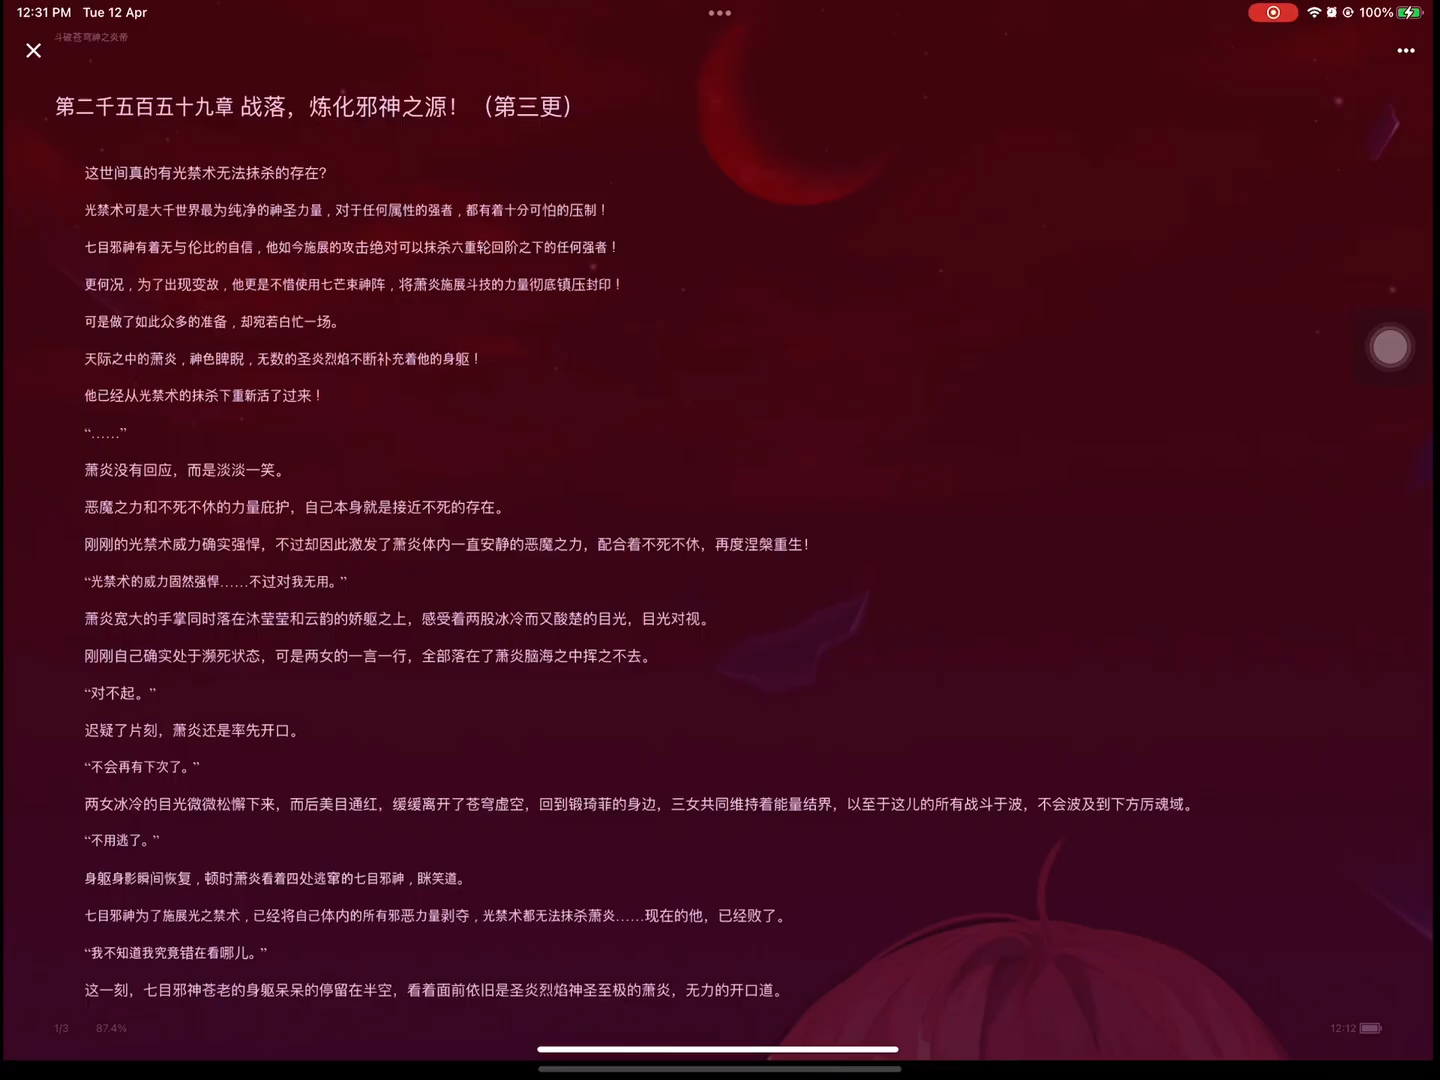 12:31 PM Tue 12 Apr
100%
斗破苍穹神之炎帝
第二千五百五十九章 战落，炼化邪神之源！（第三更）
这世间真的有光禁术无法抹杀的存在?
光禁术可是大千世界最为纯净的神圣力量，对于任何属性的强者，都有着十分可怕的压制！
七目邪神有着无与伦比的自信，他如今施展的攻击绝对可以抹杀六重轮回阶之下的任何强者！
更何况，为了出现变故，他更是不惜使用七芒束神阵，将萧炎施展斗技的力量彻底镇压封印！
可是做了如此众多的准备，却宛若白忙一场。
天际之中的萧炎，神色睥睨，无数的圣炎烈焰不断补充着他的身躯！
他已经从光禁术的抹杀下重新活了过来！
“……”
萧炎没有回应，而是淡淡一笑。
恶魔之力和不死不休的力量庇护，自己本身就是接近不死的存在。
刚刚的光禁术威力确实强悍，不过却因此激发了萧炎体内一直安静的恶魔之力，配合着不死不休，再度涅槃重生！
“光禁术的威力固然强悍……不过对我无用。”
萧炎宽大的手掌同时落在沐莹莹和云韵的娇躯之上，感受着两股冰冷而又酸楚的目光，目光对视。
刚刚自己确实处于濒死状态，可是两女的一言一行，全部落在了萧炎脑海之中挥之不去。
“对不起。”
迟疑了片刻，萧炎还是率先开口。
“不会再有下次了。”
两女冰冷的目光微微松懈下来，而后美目通红，缓缓离开了苍穹虚空，回到锻琦菲的身边，三女共同维持着能量结界，以至于这儿的所有战斗于波，不会波及到下方厉魂域。
“不用逃了。”
身躯身影瞬间恢复，顿时萧炎看着四处逃窜的七目邪神，眯笑道。
七目邪神为了施展光之禁术，已经将自己体内的所有邪恶力量剥夺，光禁术都无法抹杀萧炎……现在的他，已经败了。
“我不知道我究竟错在看哪儿。”
这一刻，七目邪神苍老的身躯呆呆的停留在半空，看着面前依旧是圣炎烈焰神圣至极的萧炎，无力的开口道。
1/3 87.4%
12:12